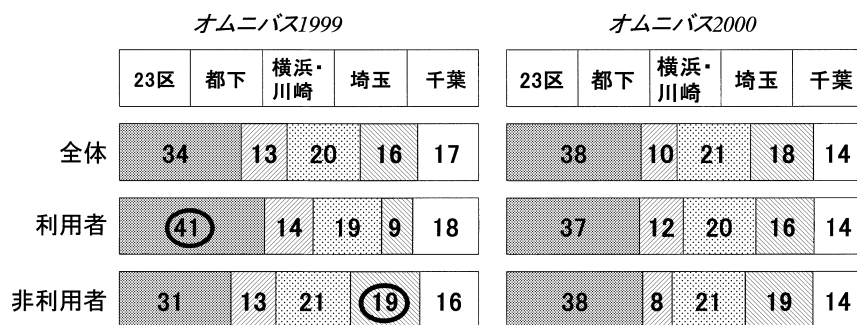 オムニバス1999 オムニバス2000
23区 都下 横浜・川崎 埼玉 千葉 23区 都下 横浜・川崎 埼玉 千葉
全体 34 13 20 16 17 38 10 21 18 14
利用者 41 14 19 9 18 37 12 20 16 14
非利用者 31 13 21 19 16 38 8 21 19 14